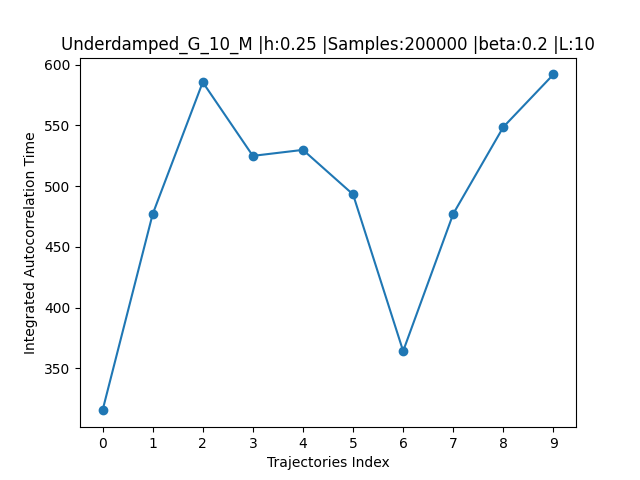 Underdamped_G_10_M |h:0.25 |Samples:200000 |beta:0.2 |L:10
600
550
500
450
400
350
Integrated Autocorrelation Time
0 1 2 3 4 5 6 7 8 9
Trajectories Index